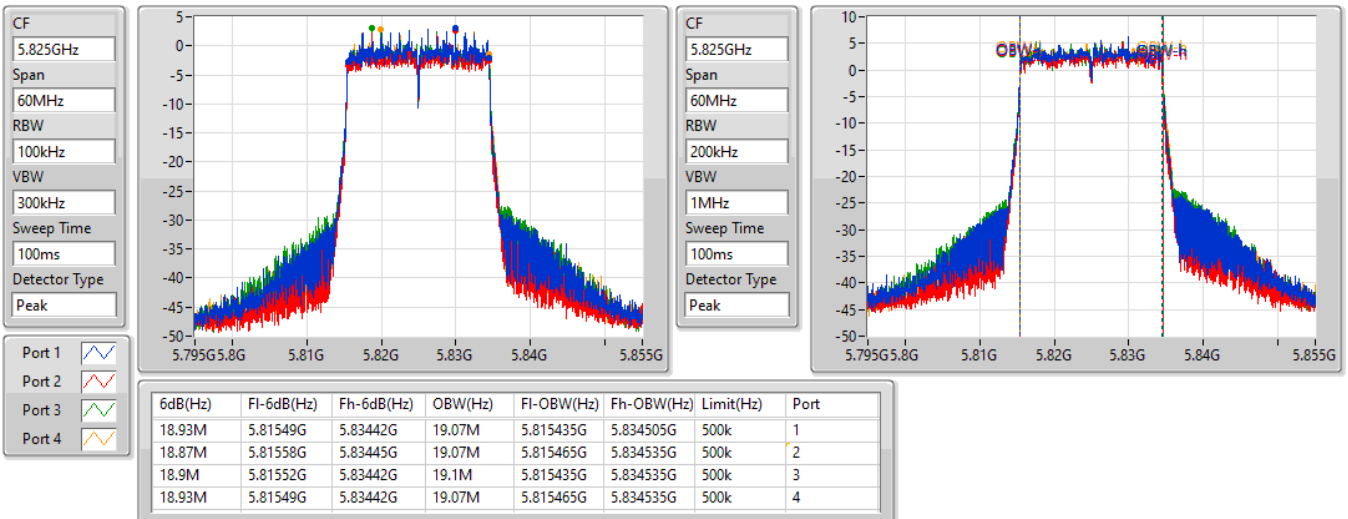 CF
5.825GHz
Span
60MHz
RBW
100kHz
VBW
300kHz
Sweep Time
100ms
Detector Type
Peak
5
0
-5
-10
-15
-20
-25
-30
-35
-40
-45
-50
5.795G 5.8G 5.81G 5.82G 5.83G 5.84G 5.855G
CF
5.825GHz
Span
60MHz
RBW
200kHz
VBW
1MHz
Sweep Time
100ms
Detector Type
Peak
10
5
0
-5
-10
-15
-20
-25
-30
-35
-40
-45
-50
5.795G 5.8G 5.81G 5.82G 5.83G 5.84G 5.855G
Port 1
Port 2
Port 3
Port 4
6dB(Hz) Fl-6dB(Hz) Fh-6dB(Hz) OBW(Hz) Fl-OBW(Hz) Fh-OBW(Hz) Limit(Hz) Port
18.93M 5.81549G 5.83442G 19.07M 5.815435G 5.834505G 500k 1
18.87M 5.81558G 5.83445G 19.07M 5.815465G 5.834535G 500k 2
18.9M 5.81552G 5.83442G 19.1M 5.815435G 5.834535G 500k 3
18.93M 5.81549G 5.83442G 19.07M 5.815465G 5.834535G 500k 4